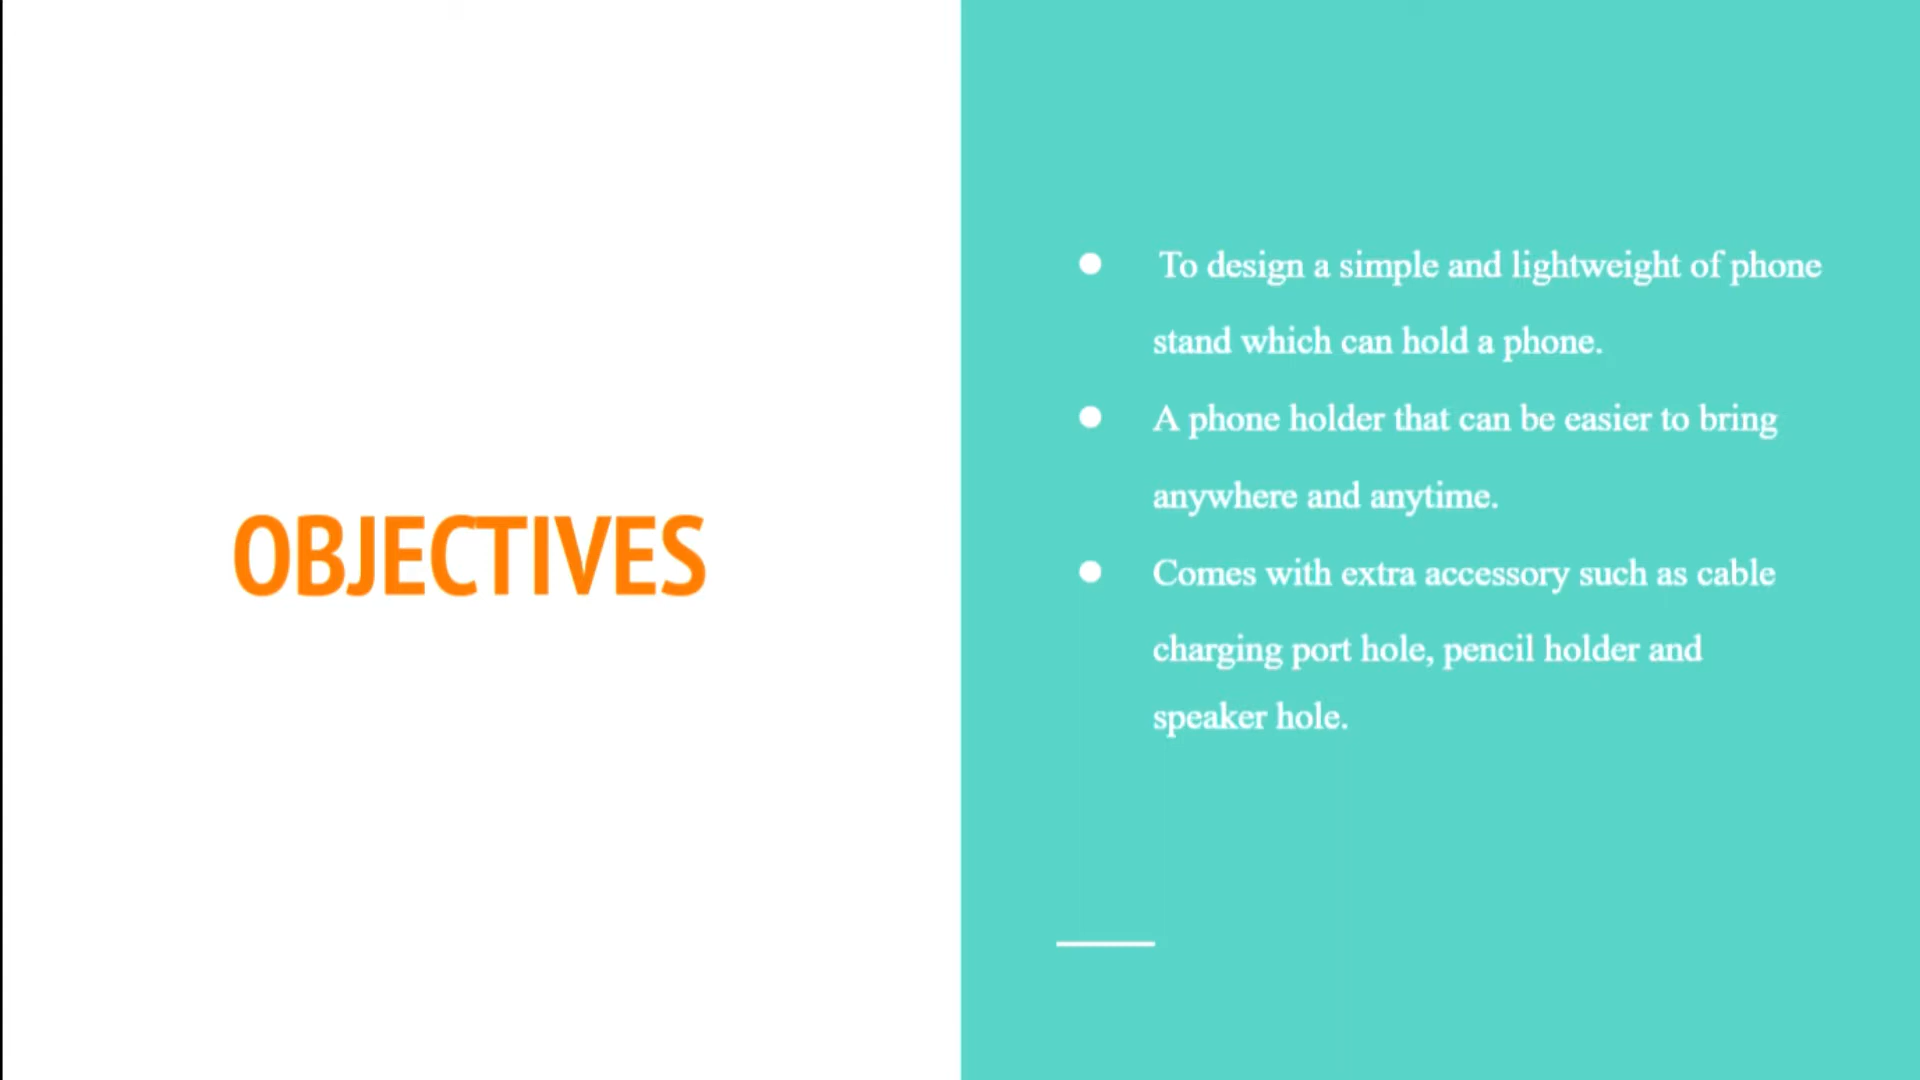 OBJECTIVES
● To design a simple and lightweight of phone
stand which can hold a phone.
● A phone holder that can be easier to bring
anywhere and anytime.
● Comes with extra accessory such as cable
charging port hole, pencil holder and
speaker hole.